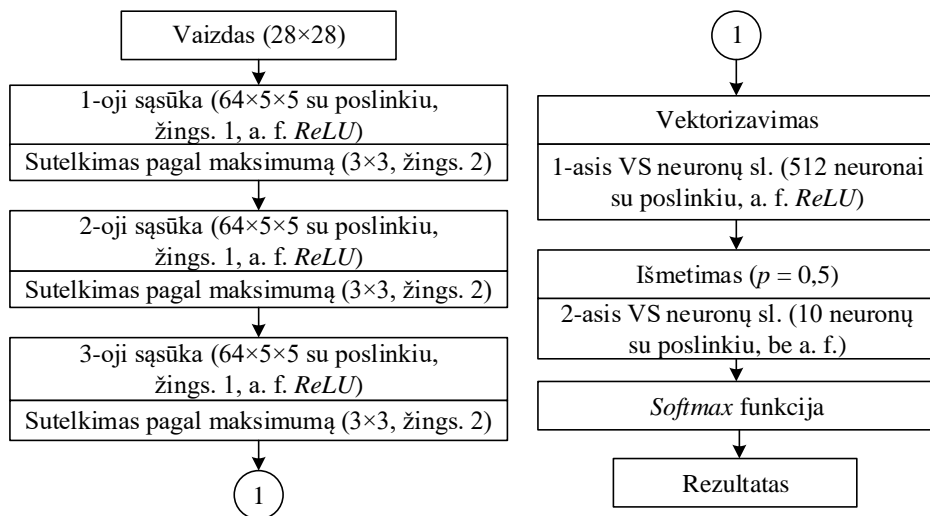 Vaizdas (28×28)
1-oji sąsūka (64×5×5 su poslinkiu,
žings. 1, a. f. ReLU)
Sutelkimas pagal maksimumą (3×3, žings. 2)
2-oji sąsūka (64×5×5 su poslinkiu,
žings. 1, a. f. ReLU)
Sutelkimas pagal maksimumą (3×3, žings. 2)
3-oji sąsūka (64×5×5 su poslinkiu,
žings. 1, a. f. ReLU)
Sutelkimas pagal maksimumą (3×3, žings. 2)
1
1
Vektorizavimas
1-asis VS neuronų sl. (512 neuronai
su poslinkiu, a. f. ReLU)
Išmetimas (p = 0,5)
2-asis VS neuronų sl. (10 neuronų
su poslinkiu, be a. f.)
Softmax funkcija
Rezultatas